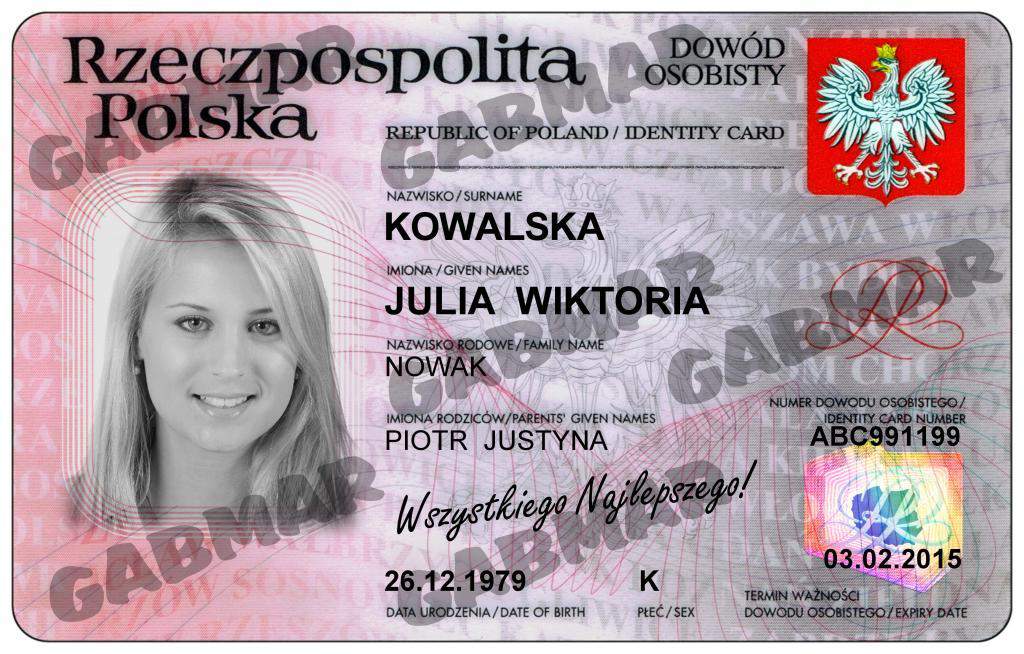 Rzeczpospolita
Polska
DOWÓD
OSOBISTY
REPUBLIC OF POLAND / IDENTITY CARD
NAZWISKO / SURNAME
KOWALSKA
IMIONA / GIVEN NAMES
JULIA WIKTORIA
NAZWISKO RODOWE / FAMILY NAME
NOWAK
IMIONA RODZICÓW/PARENTS' GIVEN NAMES
PIOTR JUSTYNA
NUMER DOWODU OSOBISTEGO /
IDENTITY CARD NUMBER
ABC991199
Wszystkiego Najlepszego!
03.02.2015
26.12.1979
K
DATA URODZENIA / DATE OF BIRTH
PŁEĆ / SEX
TERMIN WAŻNOŚCI
DOWODU OSOBISTEGO / EXPIRY DATE
GABMAR
GABMAR
GABMAR
GABMAR
GABMAR
GABMAR